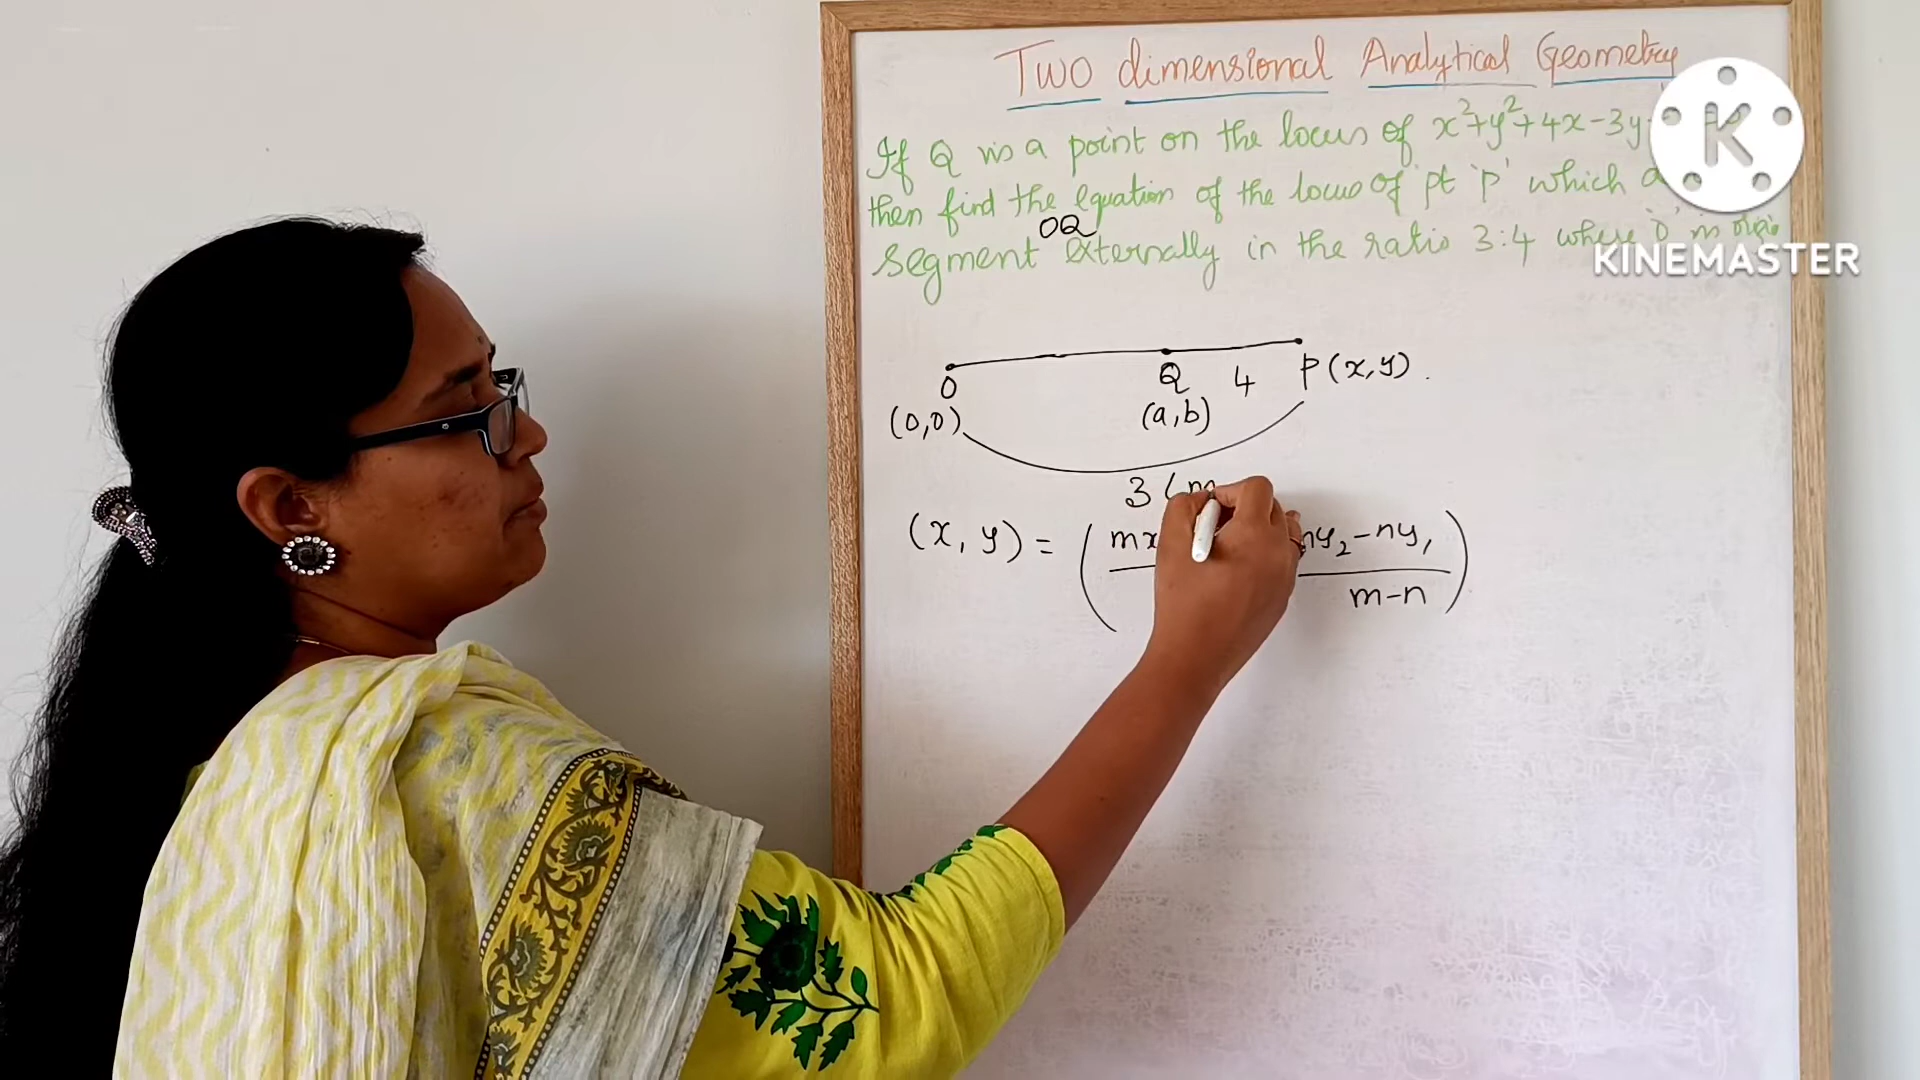 Two dimensional Analytical Geometry
If Q is a point on the locus of x²+y²+4x-3y
then find the equation of the locus of pt 'p' which
OQ
segment externally in the ratio 3:4 where 'o' is
KINEMASTER
O Q 4 P(x,y).
(0,0) (a,b)
3 (m
(x, y) = ( mx y₂-ny₁ )
m-n